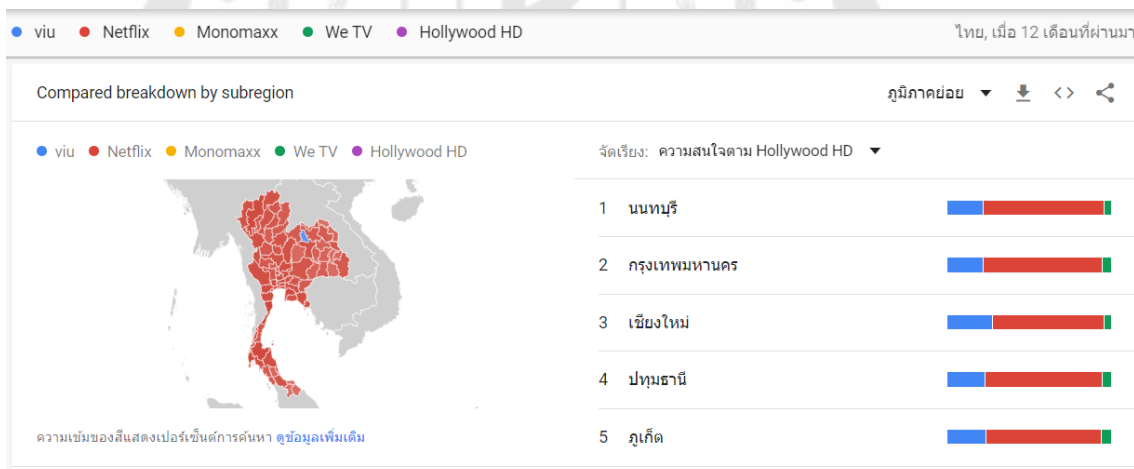 viu Netflix Monomaxx We TV Hollywood HD ไทย, เมื่อ 12 เดือนที่ผ่านมา
Compared breakdown by subregion ภูมิภาคย่อย
viu Netflix Monomaxx We TV Hollywood HD จัดเรียง: ความสนใจตาม Hollywood HD
1 นนทบุรี
2 กรุงเทพมหานคร
3 เชียงใหม่
4 ปทุมธานี
5 ภูเก็ต
ความเข้มของสีแสดงเปอร์เซ็นต์การค้นหา ดูข้อมูลเพิ่มเติม